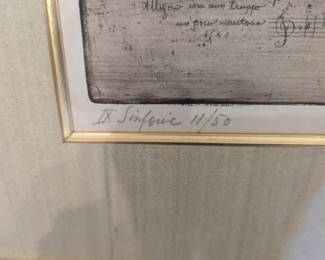 Allegro ma non troppo
un poco maestoso
IX Sinfonie 11/50